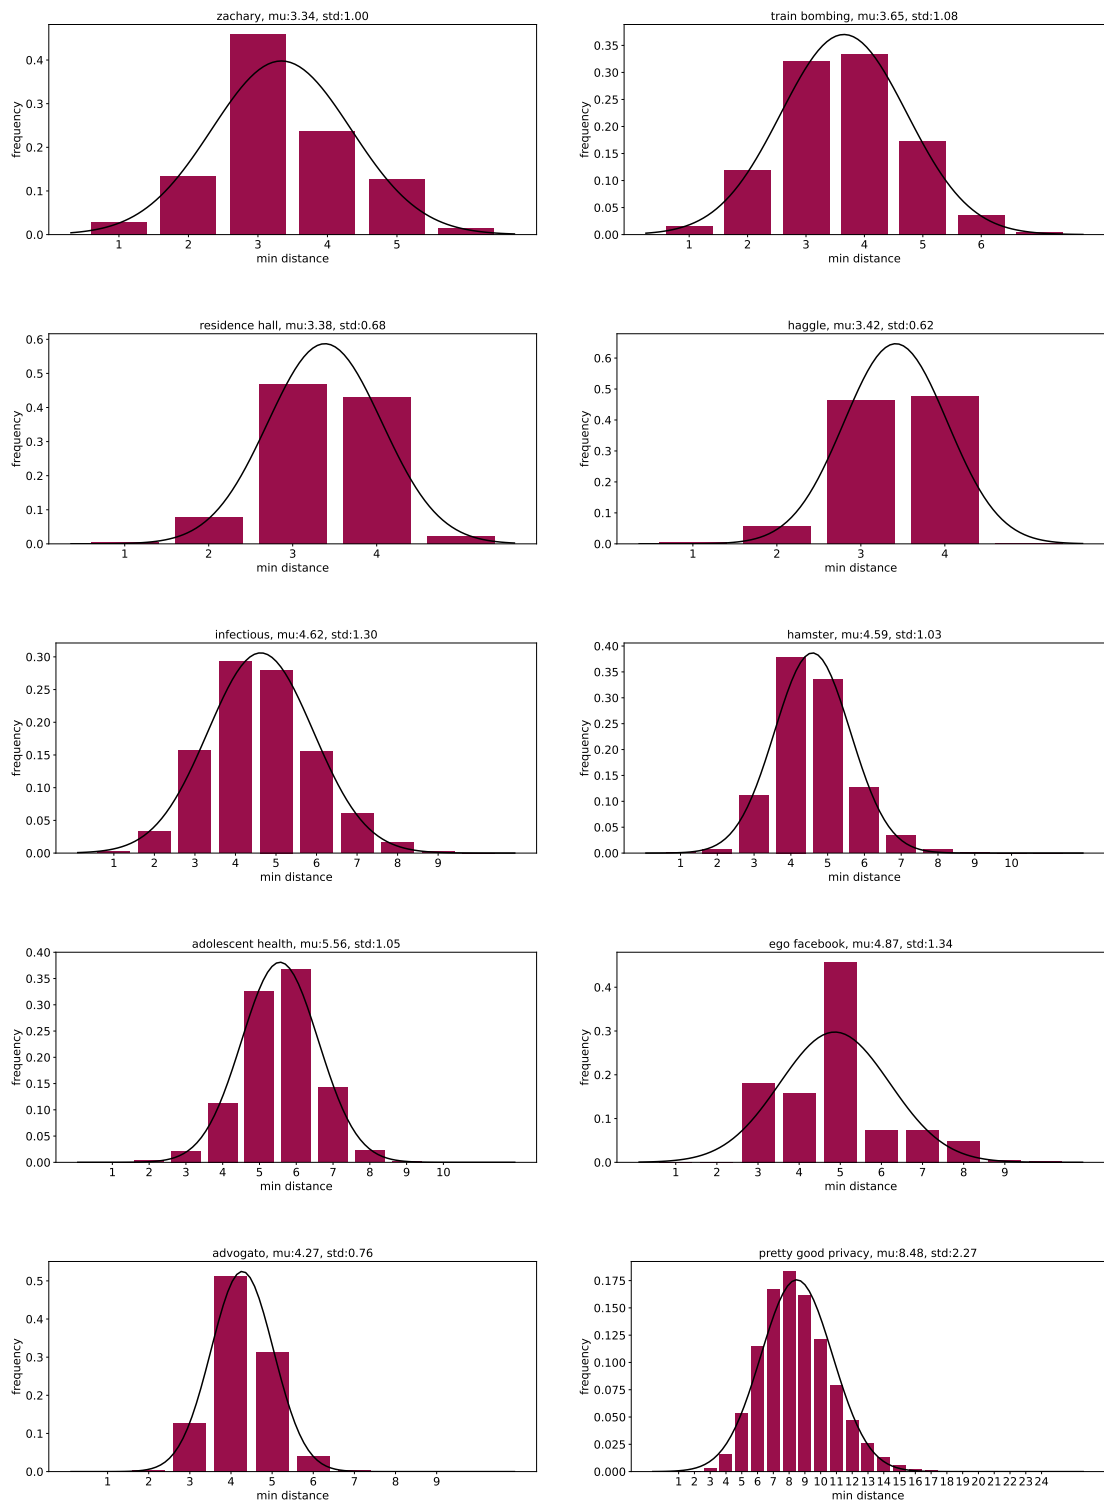 zachary, mu:3.34, std:1.00
frequency
0.4
0.3
0.2
0.1
0.0
1 2 3 4 5
min distance
train bombing, mu:3.65, std:1.08
frequency
0.35
0.30
0.25
0.20
0.15
0.10
0.05
0.00
1 2 3 4 5 6
min distance
residence hall, mu:3.38, std:0.68
frequency
0.6
0.5
0.4
0.3
0.2
0.1
0.0
1 2 3 4
min distance
haggle, mu:3.42, std:0.62
frequency
0.6
0.5
0.4
0.3
0.2
0.1
0.0
1 2 3 4
min distance
infectious, mu:4.62, std:1.30
frequency
0.30
0.25
0.20
0.15
0.10
0.05
0.00
1 2 3 4 5 6 7 8 9
min distance
hamster, mu:4.59, std:1.03
frequency
0.40
0.35
0.30
0.25
0.20
0.15
0.10
0.05
0.00
1 2 3 4 5 6 7 8 9 10
min distance
adolescent health, mu:5.56, std:1.05
frequency
0.40
0.35
0.30
0.25
0.20
0.15
0.10
0.05
0.00
1 2 3 4 5 6 7 8 9 10
min distance
ego facebook, mu:4.87, std:1.34
frequency
0.4
0.3
0.2
0.1
0.0
1 2 3 4 5 6 7 8 9
min distance
advogato, mu:4.27, std:0.76
frequency
0.5
0.4
0.3
0.2
0.1
0.0
1 2 3 4 5 6 7 8 9
min distance
pretty good privacy, mu:8.48, std:2.27
frequency
0.175
0.150
0.125
0.100
0.075
0.050
0.025
0.000
1 2 3 4 5 6 7 8 9 10 11 12 13 14 15 16 17 18 19 20 21 22 23 24
min distance